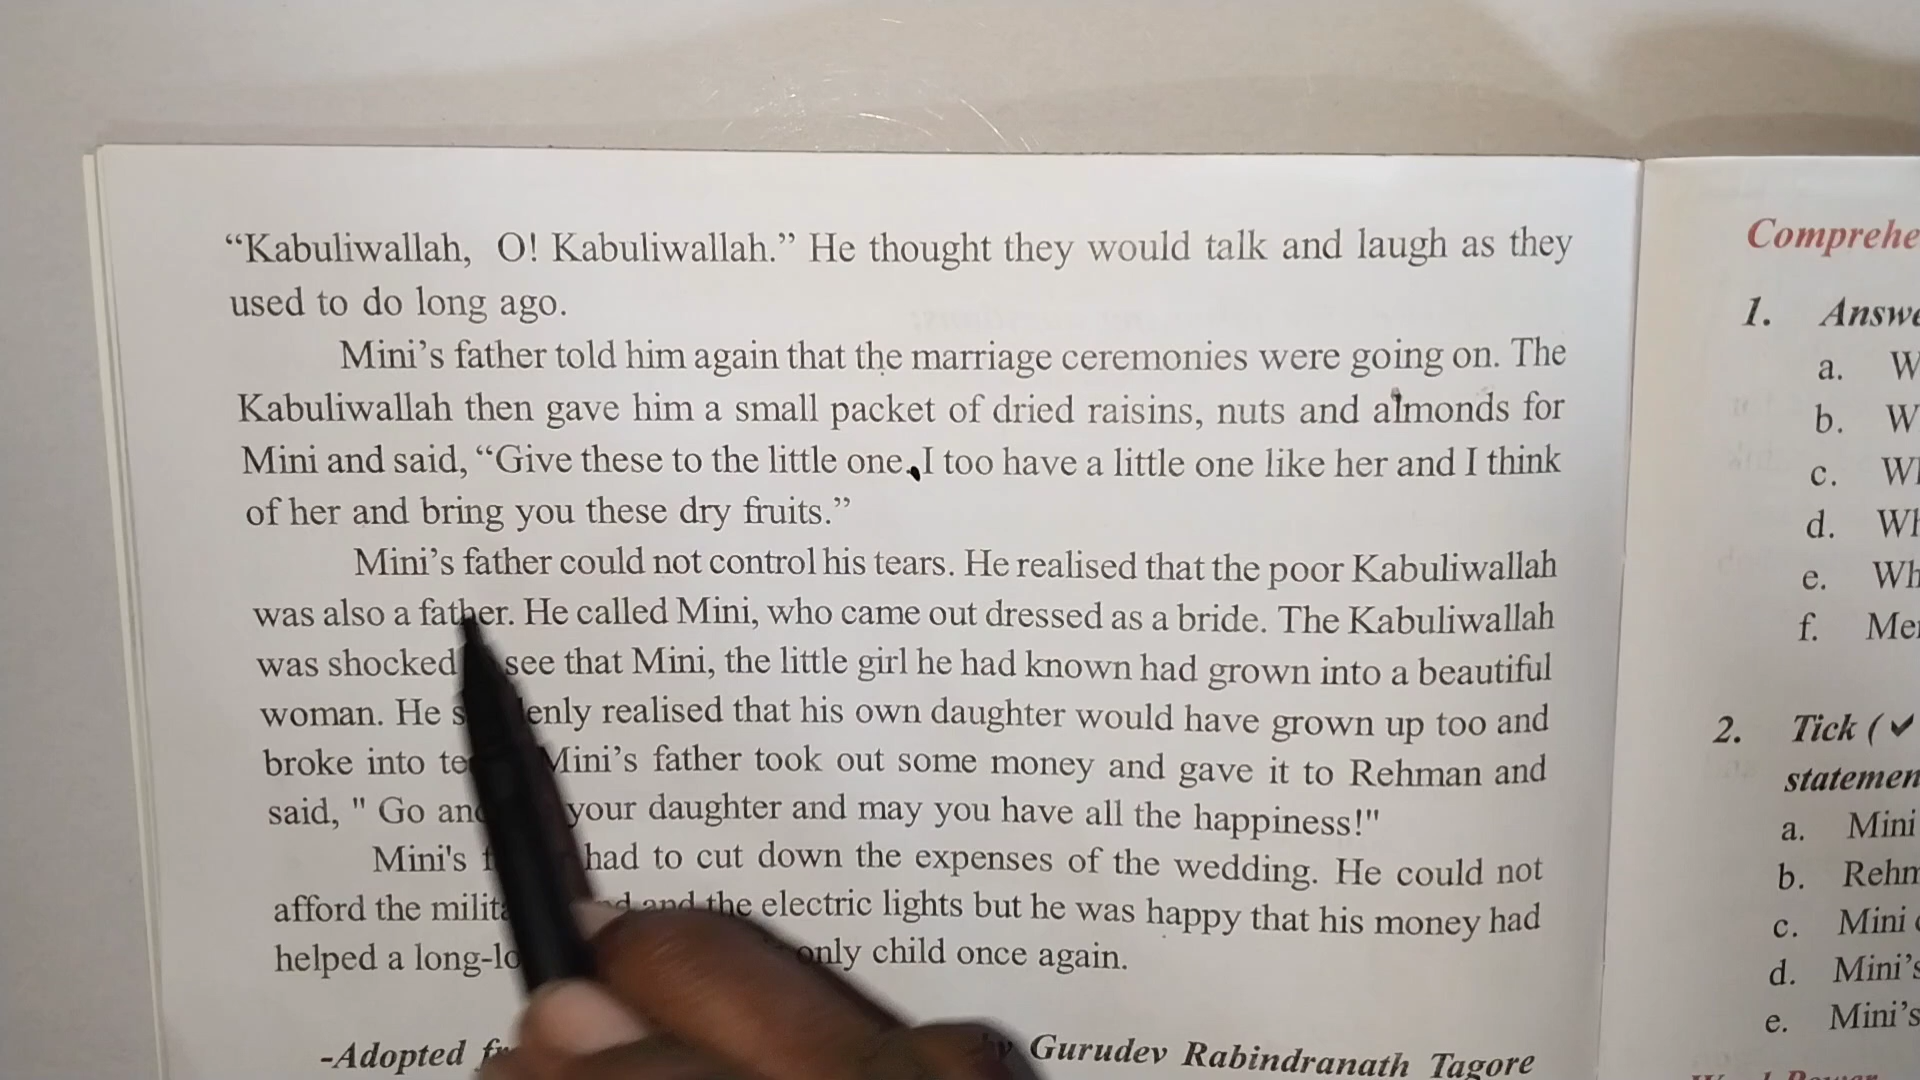 “Kabuliwallah, O! Kabuliwallah.” He thought they would talk and laugh as they
used to do long ago.
Mini’s father told him again that the marriage ceremonies were going on. The
Kabuliwallah then gave him a small packet of dried raisins, nuts and almonds for
Mini and said, “Give these to the little one. I too have a little one like her and I think
of her and bring you these dry fruits.”
Mini’s father could not control his tears. He realised that the poor Kabuliwallah
was also a father. He called Mini, who came out dressed as a bride. The Kabuliwallah
was shocked see that Mini, the little girl he had known had grown into a beautiful
woman. He realised that his own daughter would have grown up too and
broke into Mini’s father took out some money and gave it to Rehman and
said, " Go your daughter and may you have all the happiness!"
Mini's had to cut down the expenses of the wedding. He could not
afford the and the electric lights but he was happy that his money had
helped a only child once again.
-Adopted Gurudev Rabindranath Tagore
1.
a.
b.
c.
d.
e.
f.
2. Tick (✓
a. Mini
b.
c. Mini
d. Mini’s
e. Mini’s